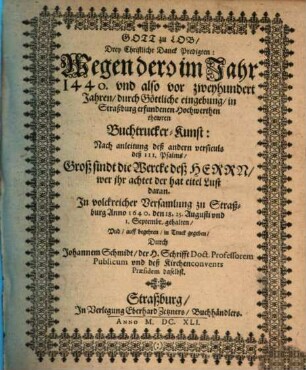 GOTT zu LOB/
Drey Christliche Danck Predigten:
Wegen ders im Jahr
1440. vnd also vor zweyhundert
Jahren/durch Göttliche eingebung/in
Straßburg erfundenen Hochwerthen
thewren
Buchtrucker/Kunst:
Nach anleitung deß andern versiculs
deß III. Psalms/
Groß sindt die Wercke deß HERRN/
wer ihr achtet der hat eitel Lust
daran.
In volckreicher Versamlung zu Straß-
burg Anno 1640. den 18. 25. Augusti vnd
1. Septembr. gehalten/
Vnd/ auff begehren/ in Truck gegeben/
Durch
Johannem Schmidt/ der H. Schrifft Doct. Professorem
Publicum vnd deß Kirchenconvents
Præsidem daselbst.
Straßburg/
In Verlegung Eberhard Zetzners/ Buchhändlers.
ANNO M. DC. XLI.